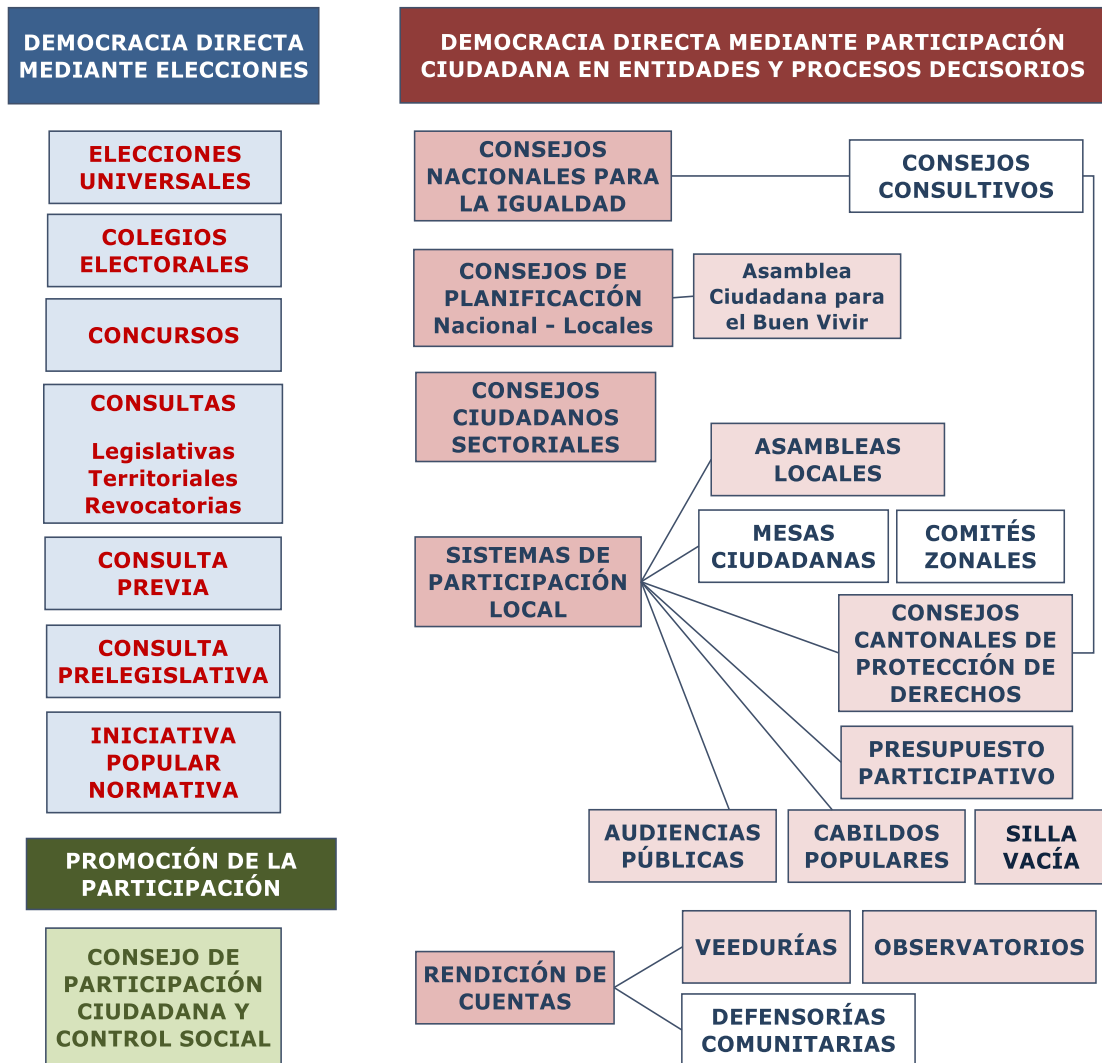 DEMOCRACIA DIRECTA
MEDIANTE ELECCIONES
ELECCIONES
UNIVERSALES
COLEGIOS
ELECTORALES
CONCURSOS
CONSULTAS
Legislativas
Territoriales
Revocatorias
CONSULTA
PREVIA
CONSULTA
PRELEGISLATIVA
INICIATIVA
POPULAR
NORMATIVA
PROMOCIÓN DE LA
PARTICIPACIÓN
CONSEJO DE
PARTICIPACIÓN
CIUDADANA Y
CONTROL SOCIAL
DEMOCRACIA DIRECTA MEDIANTE PARTICIPACIÓN
CIUDADANA EN ENTIDADES Y PROCESOS DECISORIOS
CONSEJOS
NACIONALES PARA
LA IGUALDAD
CONSEJOS
CONSULTIVOS
CONSEJOS DE
PLANIFICACIÓN
Nacional - Locales
Asamblea
Ciudadana para
el Buen Vivir
CONSEJOS
CIUDADANOS
SECTORIALES
SISTEMAS DE
PARTICIPACIÓN
LOCAL
ASAMBLEAS
LOCALES
MESAS
CIUDADANAS
COMITÉS
ZONALES
CONSEJOS
CANTONALES DE
PROTECCIÓN DE
DERECHOS
PRESUPUESTO
PARTICIPATIVO
AUDIENCIAS
PÚBLICAS
CABILDOS
POPULARES
SILLA
VACÍA
RENDICIÓN DE
CUENTAS
VEEDURÍAS
OBSERVATORIOS
DEFENSORÍAS
COMUNITARIAS